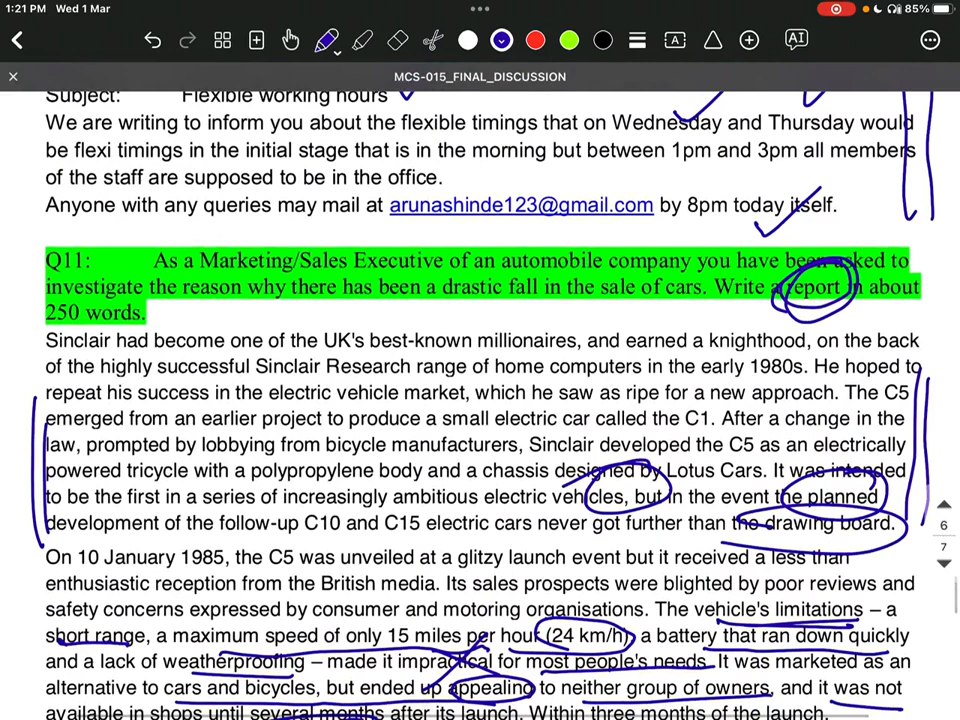 1:21 PM Wed 1 Mar
85%
MCS-015_FINAL_DISCUSSION
Subject: Flexible working hours
We are writing to inform you about the flexible timings that on Wednesday and Thursday would
be flexi timings in the initial stage that is in the morning but between 1pm and 3pm all members
of the staff are supposed to be in the office.
Anyone with any queries may mail at arunashinde123@gmail.com by 8pm today itself.
Q11: As a Marketing/Sales Executive of an automobile company you have been asked to
investigate the reason why there has been a drastic fall in the sale of cars. Write a report in about
250 words.
Sinclair had become one of the UK's best-known millionaires, and earned a knighthood, on the back
of the highly successful Sinclair Research range of home computers in the early 1980s. He hoped to
repeat his success in the electric vehicle market, which he saw as ripe for a new approach. The C5
emerged from an earlier project to produce a small electric car called the C1. After a change in the
law, prompted by lobbying from bicycle manufacturers, Sinclair developed the C5 as an electrically
powered tricycle with a polypropylene body and a chassis designed by Lotus Cars. It was intended
to be the first in a series of increasingly ambitious electric vehicles, but in the event the planned
development of the follow-up C10 and C15 electric cars never got further than the drawing board.
6
7
On 10 January 1985, the C5 was unveiled at a glitzy launch event but it received a less than
enthusiastic reception from the British media. Its sales prospects were blighted by poor reviews and
safety concerns expressed by consumer and motoring organisations. The vehicle's limitations – a
short range, a maximum speed of only 15 miles per hour (24 km/h), a battery that ran down quickly
and a lack of weatherproofing – made it impractical for most people's needs. It was marketed as an
alternative to cars and bicycles, but ended up appealing to neither group of owners, and it was not
available in shops until several months after its launch. Within three months of the launch,